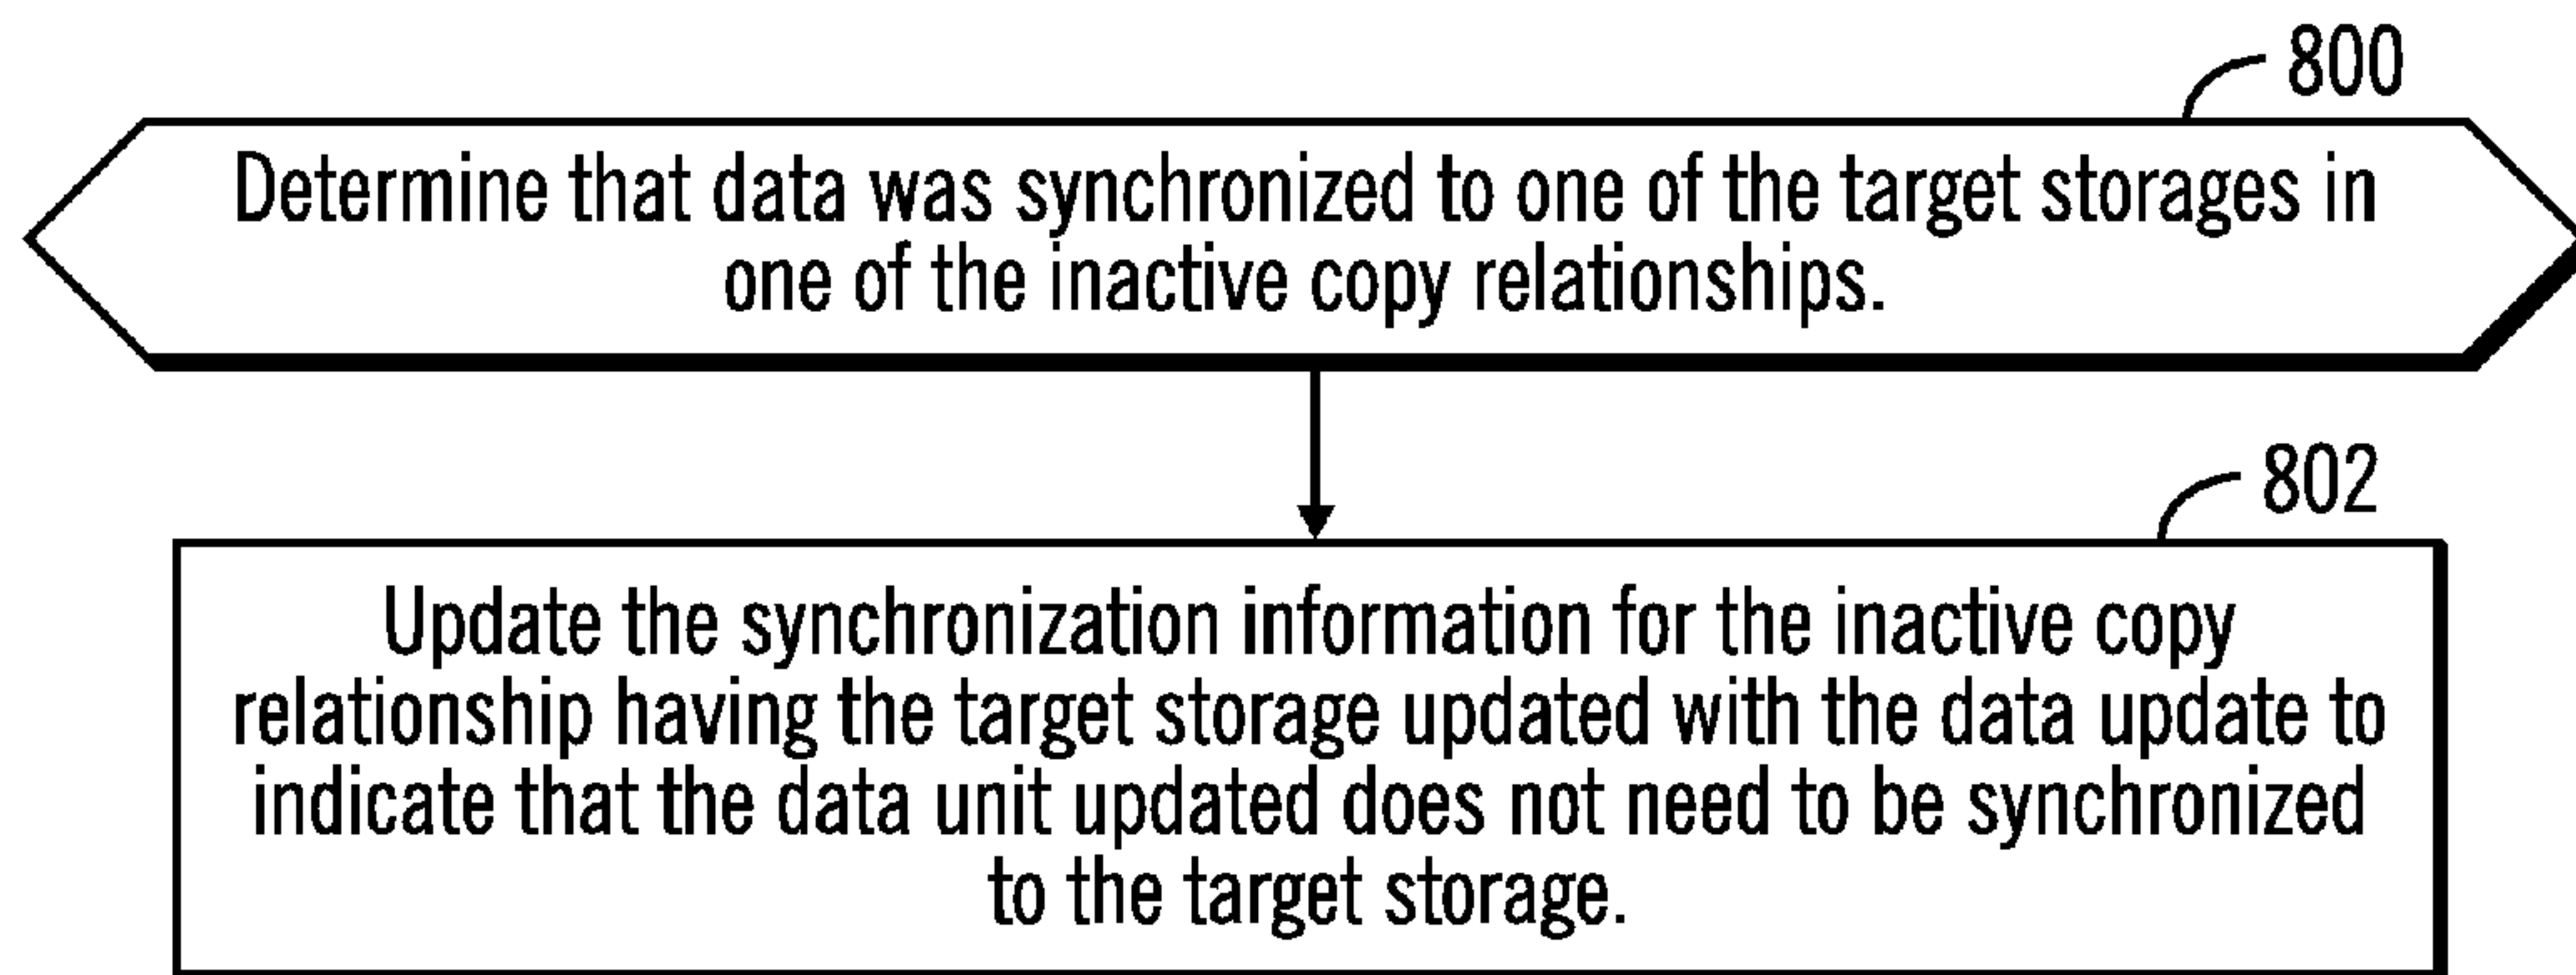 800
Determine that data was synchronized to one of the target storages in
one of the inactive copy relationships.
802
Update the synchronization information for the inactive copy
relationship having the target storage updated with the data update to
indicate that the data unit updated does not need to be synchronized
to the target storage.